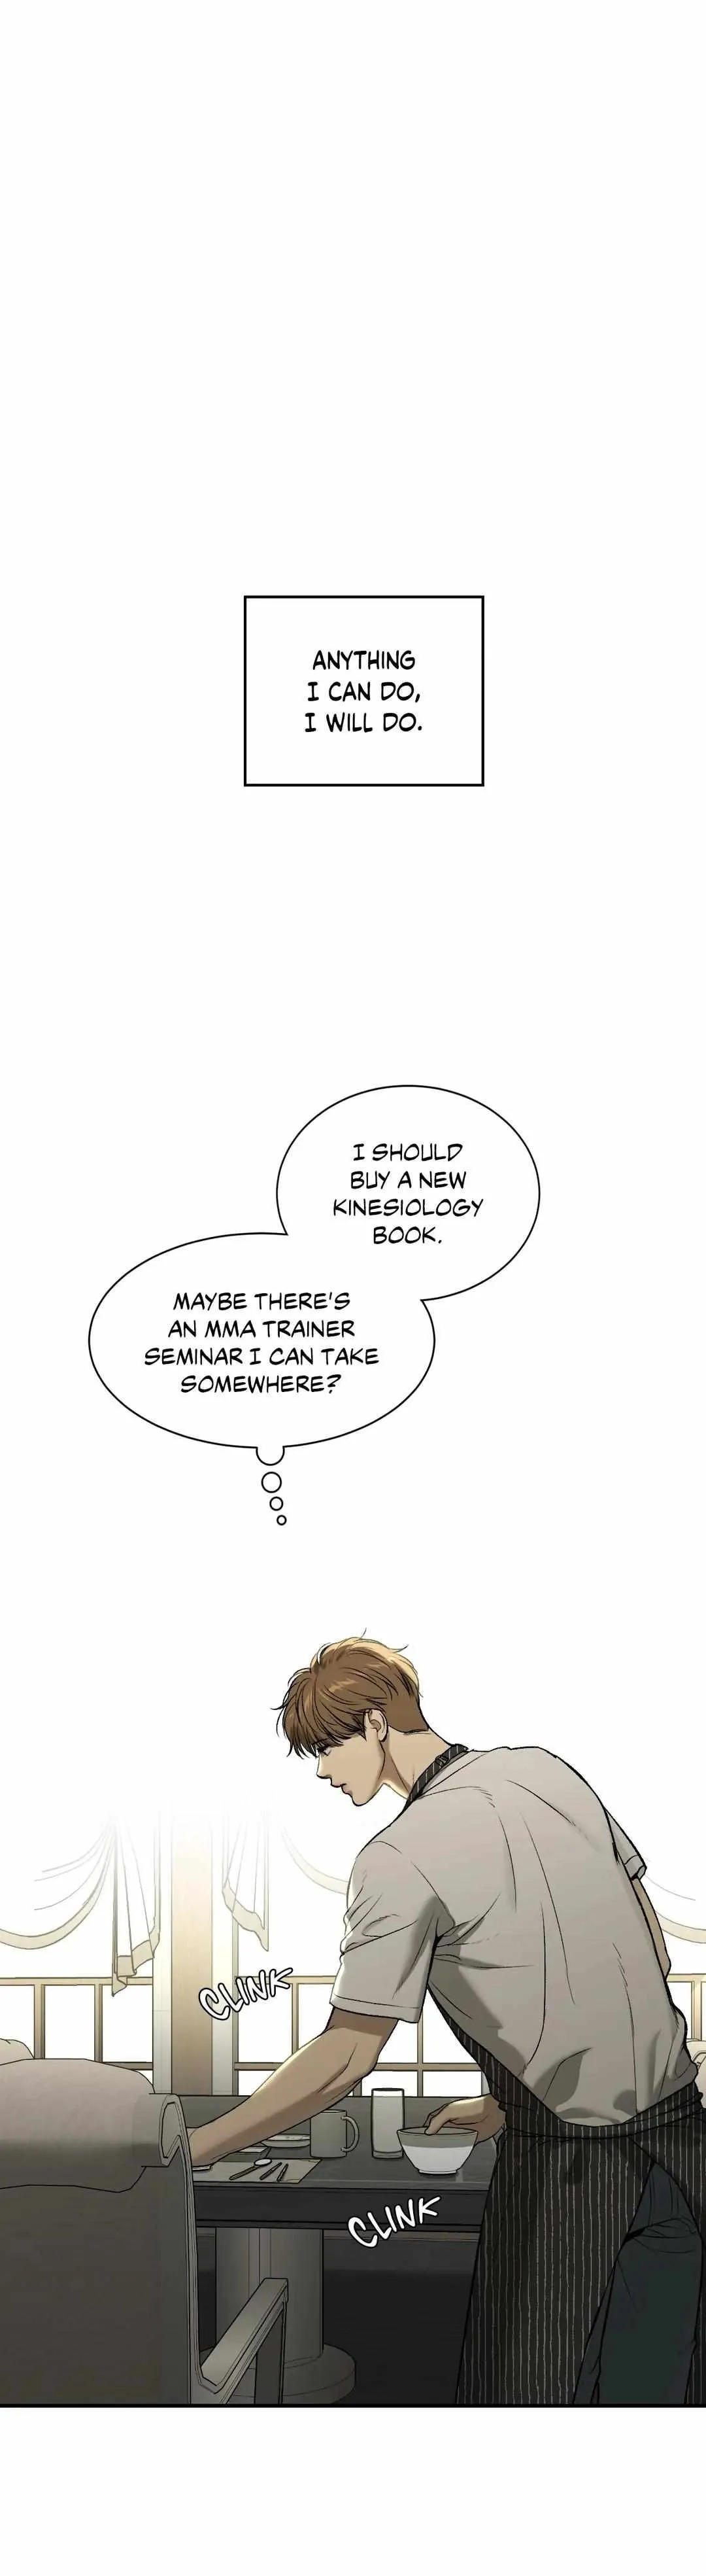 ANYTHING
I CAN DO,
I WILL DO.
I SHOULD
BUY A NEW
KINESIOLOGY
BOOK.
MAYBE THERE'S
AN MMA TRAINER
SEMINAR I CAN TAKE
SOMEWHERE?
CLINK
CLINK